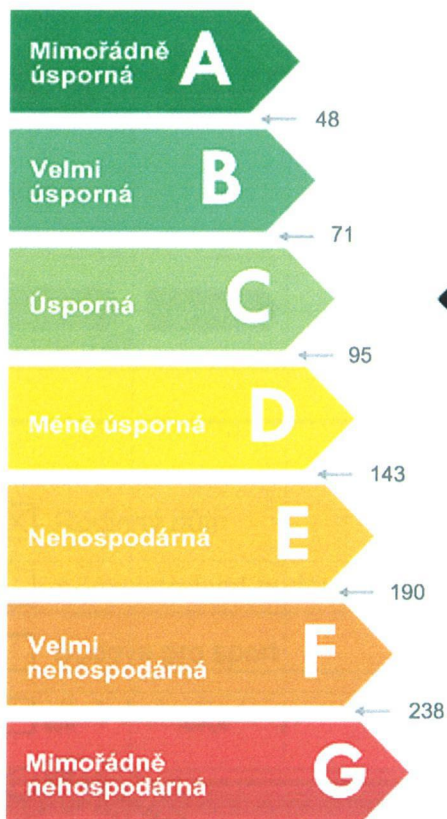 Mimořádně
úsporná
A
48
Velmi
úsporná
B
71
Úsporná
C
95
Méně úsporná
D
143
Nehospodárná
E
190
Velmi
nehospodárná
F
238
Mimořádně
nehospodárná
G